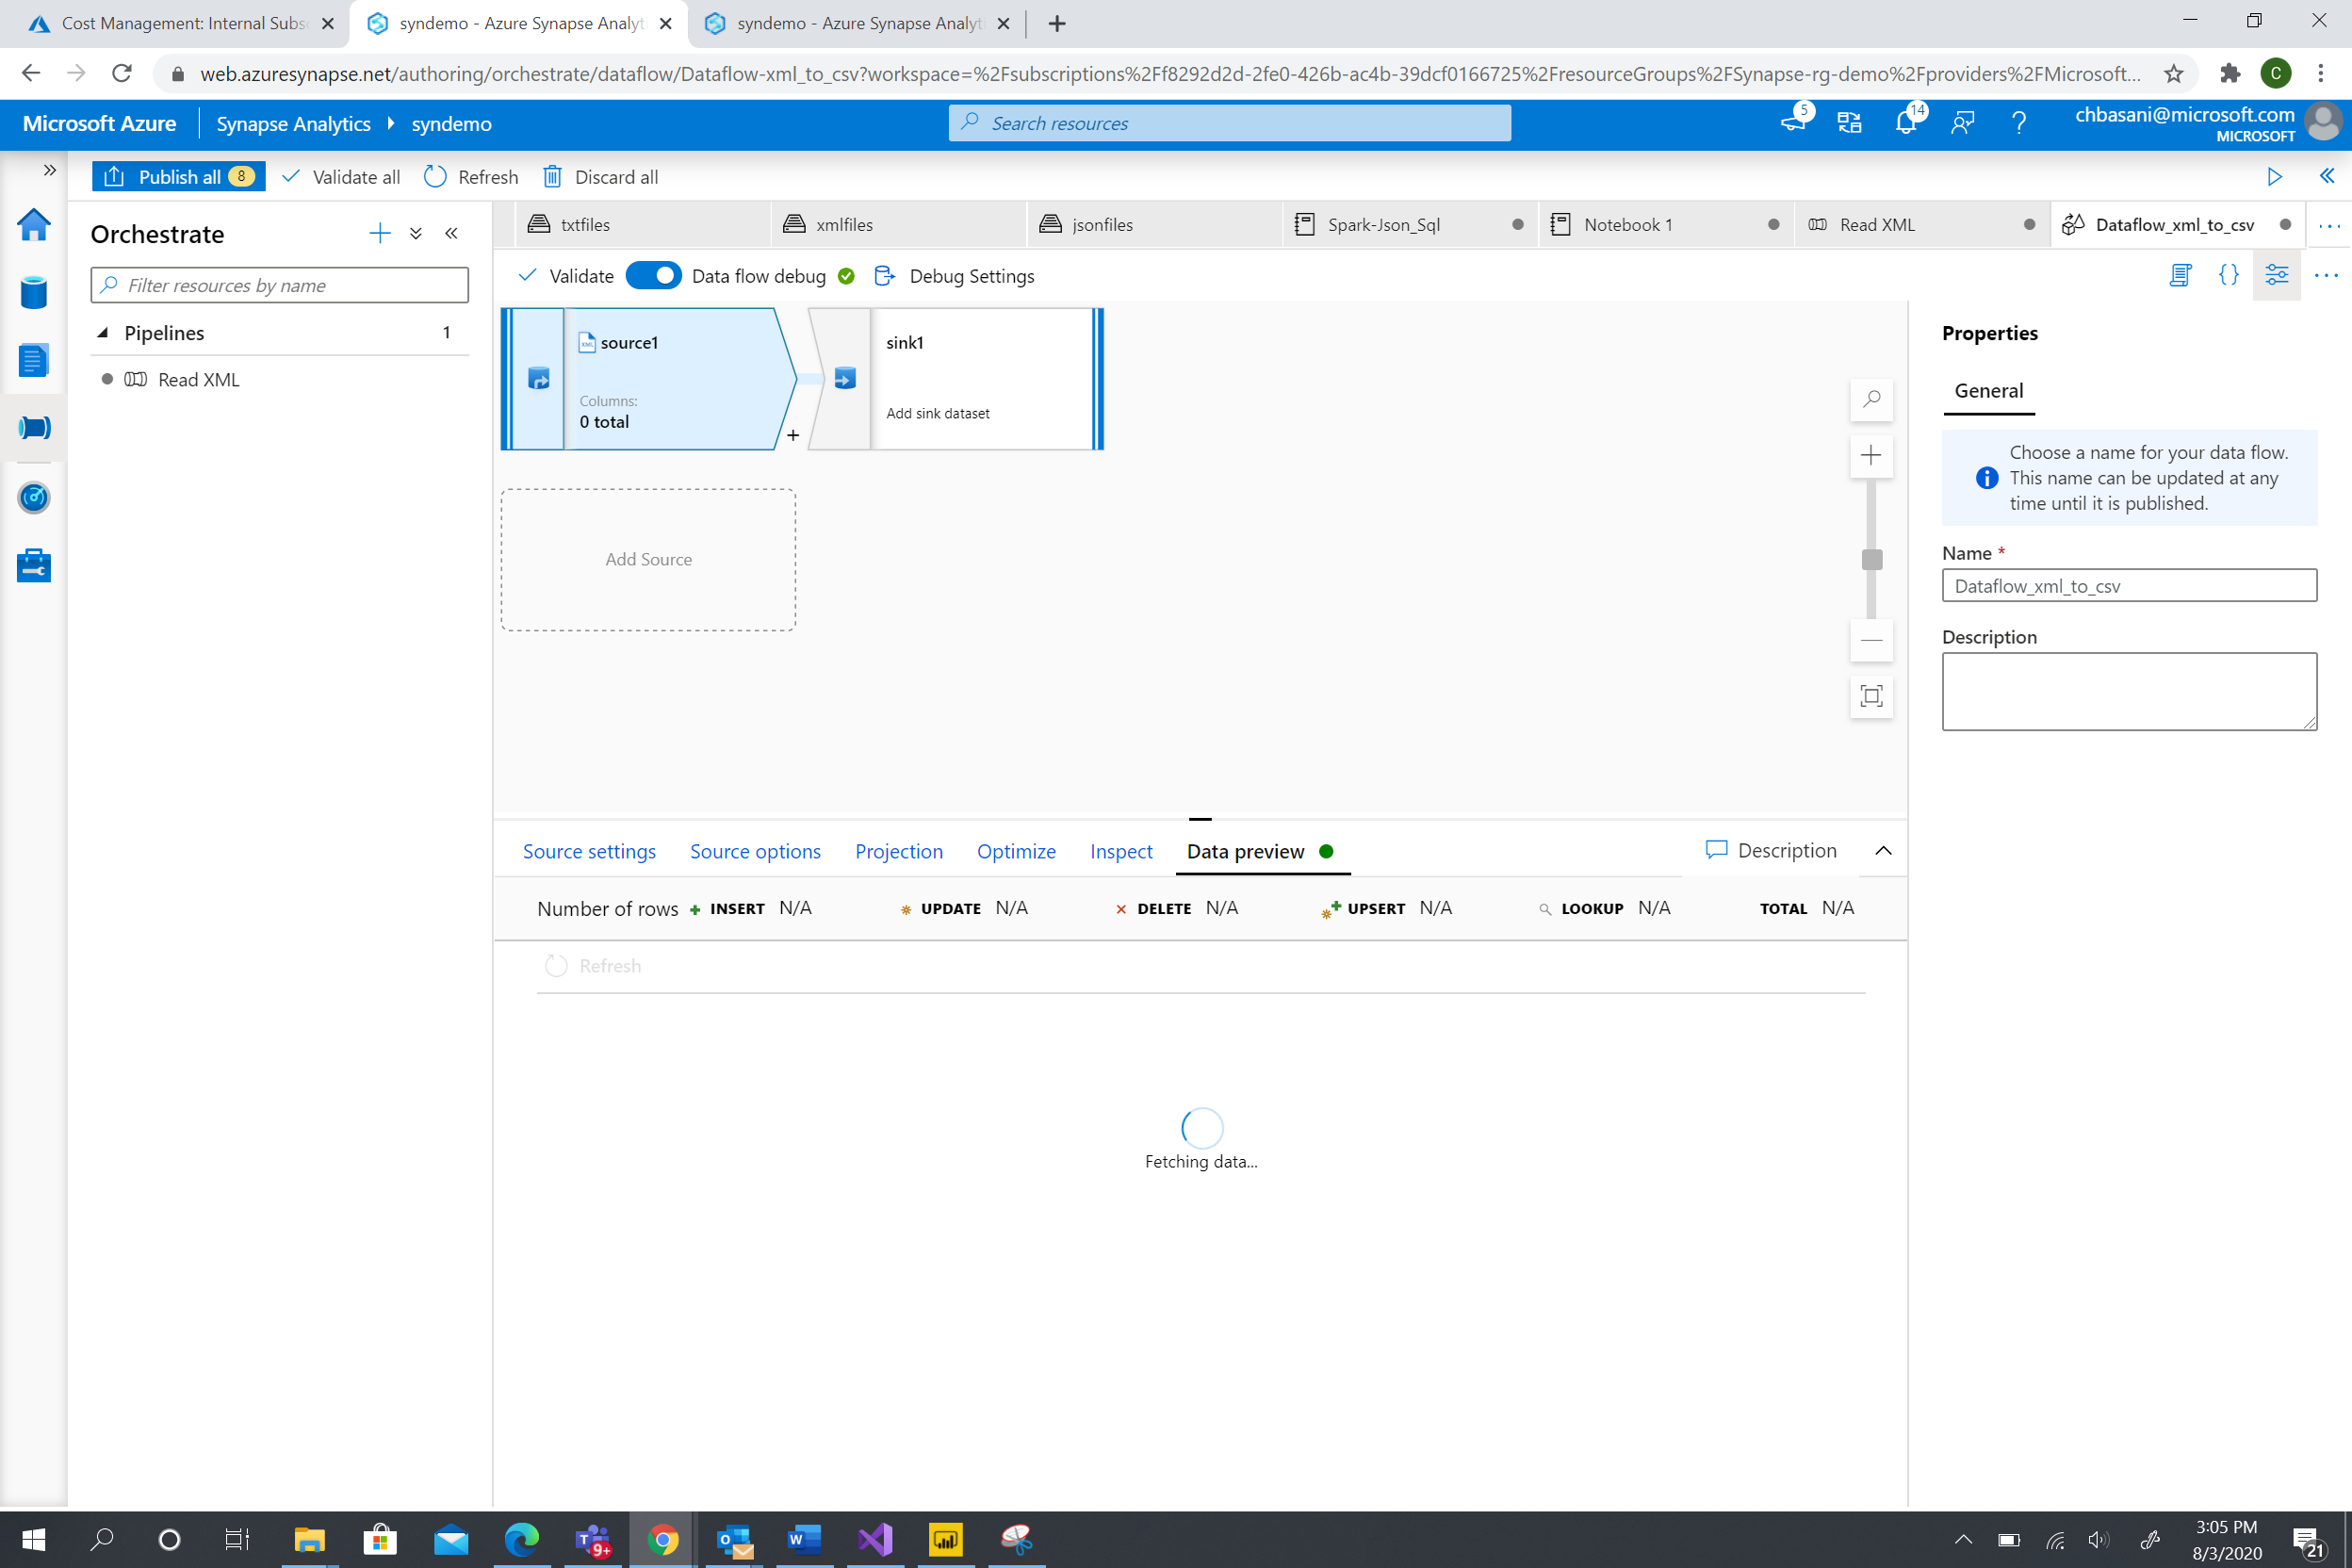 Cost Management: Internal Subs
syndemo - Azure Synapse Analyt
syndemo - Azure Synapse Analyt
web.azuresynapse.net/authoring/orchestrate/dataflow/Dataflow-xml_to_csv?workspace=%2Fsubscriptions%2Ff8292d2d-2fe0-426b-ac4b-39dcf0166725%2FresourceGroups%2FSynapse-rg-demo%2Fproviders%2FMicrosoft...
C
Microsoft Azure
Synapse Analytics
syndemo
Search resources
5
14
chbasani@microsoft.com
MICROSOFT
Publish all 8
Validate all
Refresh
Discard all
Orchestrate
Filter resources by name
Pipelines 1
Read XML
txtfiles
xmlfiles
jsonfiles
Spark-Json_Sql
Notebook 1
Read XML
Dataflow_xml_to_csv
Validate
Data flow debug
Debug Settings
source1
Columns:
0 total
sink1
Add sink dataset
Add Source
Properties
General
Choose a name for your data flow.
This name can be updated at any
time until it is published.
Name *
Dataflow_xml_to_csv
Description
Source settings
Source options
Projection
Optimize
Inspect
Data preview
Description
Number of rows
INSERT N/A
UPDATE N/A
DELETE N/A
UPSERT N/A
LOOKUP N/A
TOTAL N/A
Refresh
Fetching data...
9+
3:05 PM
8/3/2020
21